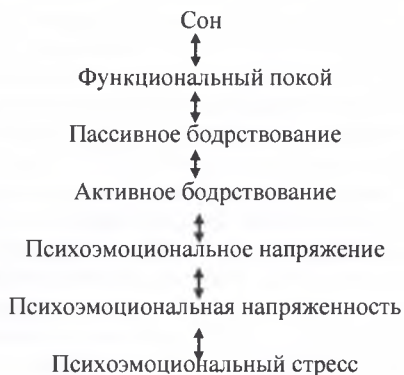 Сон
Функциональный покой
Пассивное бодрствование
Активное бодрствование
Психоэмоциональное напряжение
Психоэмоциональная напряженность
Психоэмоциональный стресс